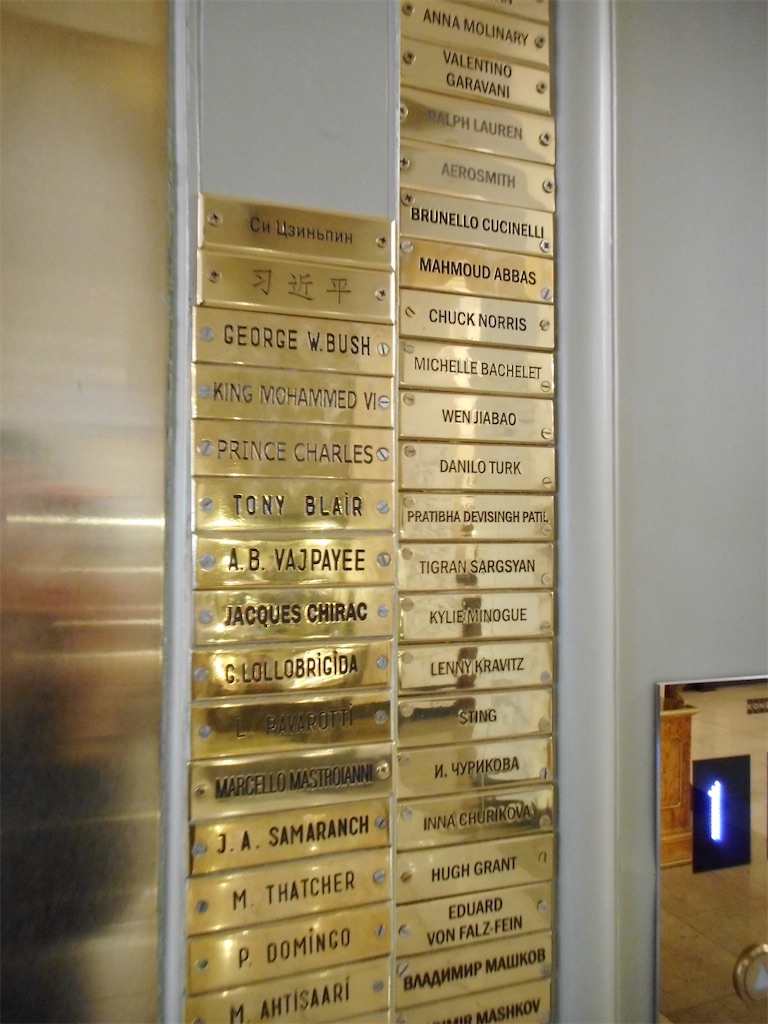 Си Цзиньпин
习近平
GEORGE W.BUSH
KING MOHAMMED VI
PRINCE CHARLES
TONY BLAIR
A.B. VAJPAYEE
JACQUES CHIRAC
G.LOLLOBRIGIDA
L. PAVAROTTI
MARCELLO MASTROIANNI
J.A. SAMARANCH
M. THATCHER
P. DOMINGO
M. AHTISAARI
ANNA MOLINARY
VALENTINO
GARAVANI
RALPH LAUREN
AEROSMITH
BRUNELLO CUCINELLI
MAHMOUD ABBAS
CHUCK NORRIS
MICHELLE BACHELET
WEN JIABAO
DANILO TURK
PRATIBHA DEVISINGH PATIL
TIGRAN SARGSYAN
KYLIE MINOGUE
LENNY KRAVITZ
STING
И. ЧУРИКОВА
INNA CHURIKOVA
HUGH GRANT
EDUARD
VON FALZ-FEIN
ВЛАДИМИР МАШКОВ
DIMIR MASHKOV
1